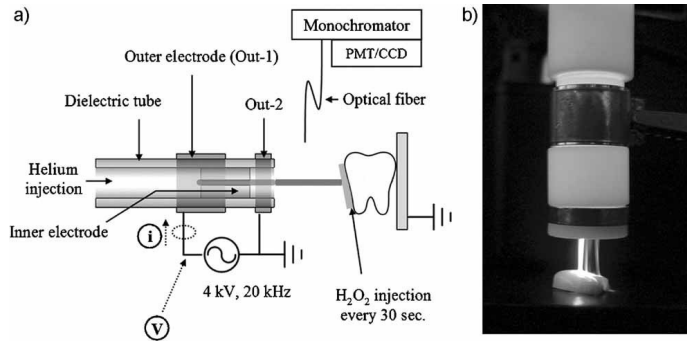 a)
Monochromator
PMT/CCD
Outer electrode (Out-1)
Dielectric tube
Out-2
Optical fiber
Helium
injection
Inner electrode
i
V
4 kV, 20 kHz
H₂O₂ injection
every 30 sec.
b)